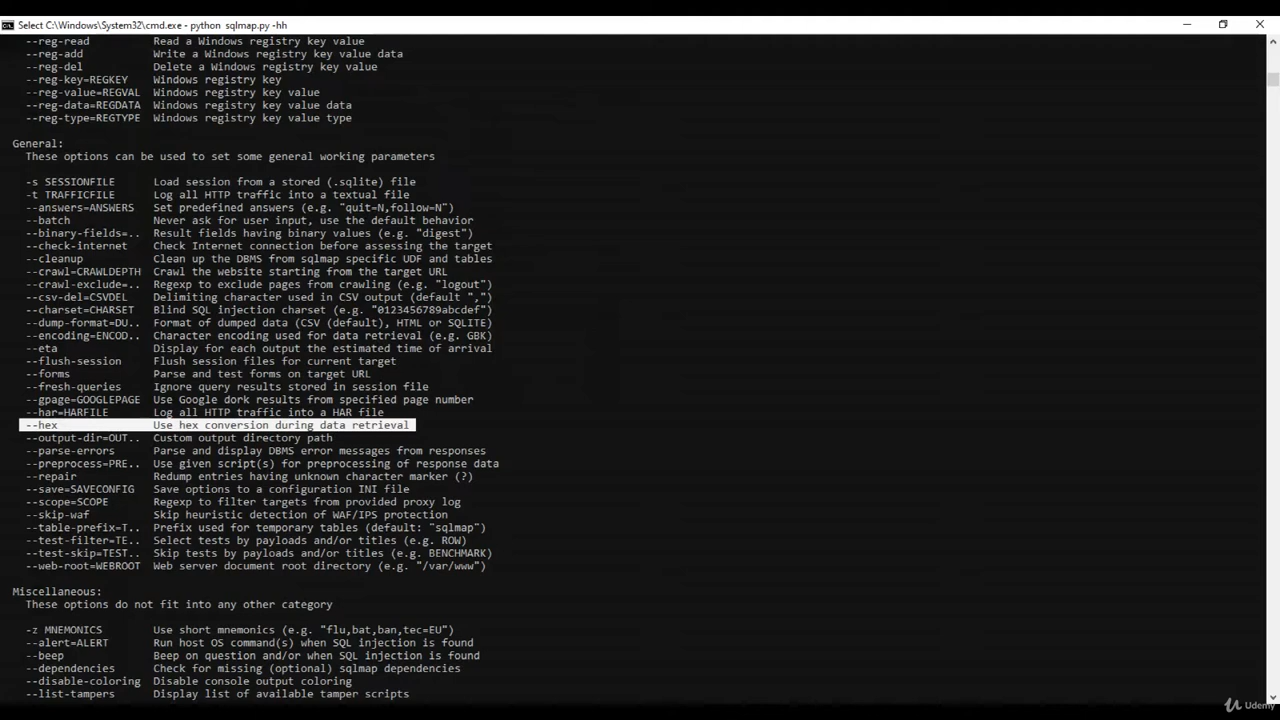 Select C:\Windows\System32\cmd.exe - python  sqlmap.py -hh
--reg-read          Read a Windows registry key value
--reg-add           Write a Windows registry key value data
--reg-del           Delete a Windows registry key value
--reg-key=REGKEY    Windows registry key
--reg-value=REGVAL  Windows registry key value
--reg-data=REGDATA  Windows registry key value data
--reg-type=REGTYPE  Windows registry key value type
General:
These options can be used to set some general working parameters
-s SESSIONFILE      Load session from a stored (.sqlite) file
-t TRAFFICFILE      Log all HTTP traffic into a textual file
--answers=ANSWERS   Set predefined answers (e.g. "quit=N,follow=N")
--batch             Never ask for user input, use the default behavior
--binary-fields=..  Result fields having binary values (e.g. "digest")
--check-internet    Check Internet connection before assessing the target
--cleanup           Clean up the DBMS from sqlmap specific UDF and tables
--crawl=CRAWLDEPTH  Crawl the website starting from the target URL
--crawl-exclude=..  Regexp to exclude pages from crawling (e.g. "logout")
--csv-del=CSVDEL    Delimiting character used in CSV output (default ",")
--charset=CHARSET   Blind SQL injection charset (e.g. "0123456789abcdef")
--dump-format=DU..  Format of dumped data (CSV (default), HTML or SQLITE)
--encoding=ENCOD..  Character encoding used for data retrieval (e.g. GBK)
--eta               Display for each output the estimated time of arrival
--flush-session     Flush session files for current target
--forms             Parse and test forms on target URL
--fresh-queries     Ignore query results stored in session file
--gpage=GOOGLEPAGE  Use Google dork results from specified page number
--har=HARFILE       Log all HTTP traffic into a HAR file
--hex               Use hex conversion during data retrieval
--output-dir=OUT..  Custom output directory path
--parse-errors      Parse and display DBMS error messages from responses
--preprocess=PRE..  Use given script(s) for preprocessing of response data
--repair            Redump entries having unknown character marker (?)
--save=SAVECONFIG   Save options to a configuration INI file
--scope=SCOPE       Regexp to filter targets from provided proxy log
--skip-waf          Skip heuristic detection of WAF/IPS protection
--table-prefix=T..  Prefix used for temporary tables (default: "sqlmap")
--test-filter=TE..  Select tests by payloads and/or titles (e.g. ROW)
--test-skip=TEST..  Skip tests by payloads and/or titles (e.g. BENCHMARK)
--web-root=WEBROOT  Web server document root directory (e.g. "/var/www")
Miscellaneous:
These options do not fit into any other category
-z MNEMONICS        Use short mnemonics (e.g. "flu,bat,ban,tec=EU")
--alert=ALERT       Run host OS command(s) when SQL injection is found
--beep              Beep on question and/or when SQL injection is found
--dependencies      Check for missing (optional) sqlmap dependencies
--disable-coloring  Disable console output coloring
--list-tampers      Display list of available tamper scripts
Udemy